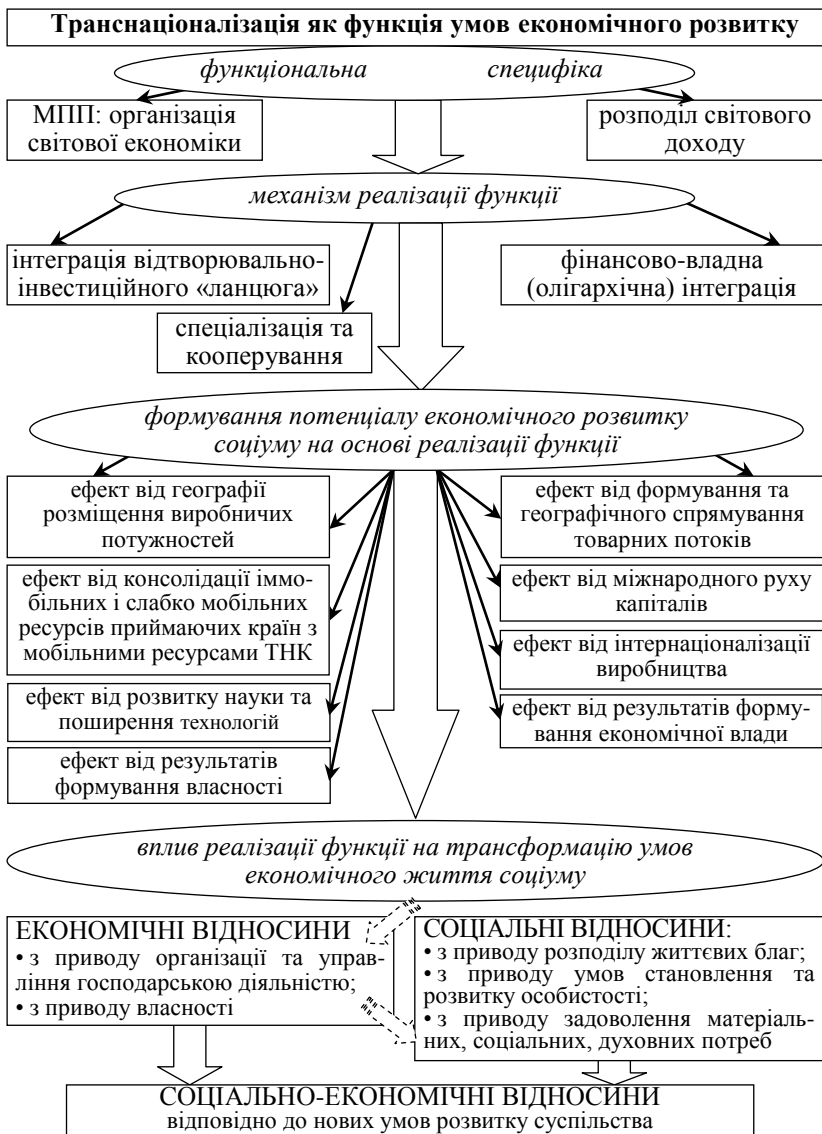 Транснаціоналізація як функція умов економічного розвитку
функціональна специфіка
МПП: організація
світової економіки
розподіл світового
доходу
механізм реалізації функції
інтеграція відтворювально-
інвестиційного «ланцюга»
фінансово-владна
(олігархічна) інтеграція
спеціалізація та
кооперування
формування потенціалу економічного розвитку
соціуму на основі реалізації функції
ефект від географії
розміщення виробничих
потужностей
ефект від консолідації іммо-
більних і слабко мобільних
ресурсів приймаючих країн з
мобільними ресурсами ТНК
ефект від розвитку науки та
поширення технологій
ефект від результатів
формування власності
ефект від формування та
географічного спрямування
товарних потоків
ефект від міжнародного руху
капіталів
ефект від інтернаціоналізації
виробництва
ефект від результатів форму-
вання економічної влади
вплив реалізації функції на трансформацію умов
економічного життя соціуму
ЕКОНОМІЧНІ ВІДНОСИНИ
• з приводу організації та управ-
ління господарською діяльністю;
• з приводу власності
СОЦІАЛЬНІ ВІДНОСИНИ:
• з приводу розподілу життєвих благ;
• з приводу умов становлення та
розвитку особистості;
• з приводу задоволення матеріаль-
них, соціальних, духовних потреб
СОЦІАЛЬНО-ЕКОНОМІЧНІ ВІДНОСИНИ
відповідно до нових умов розвитку суспільства